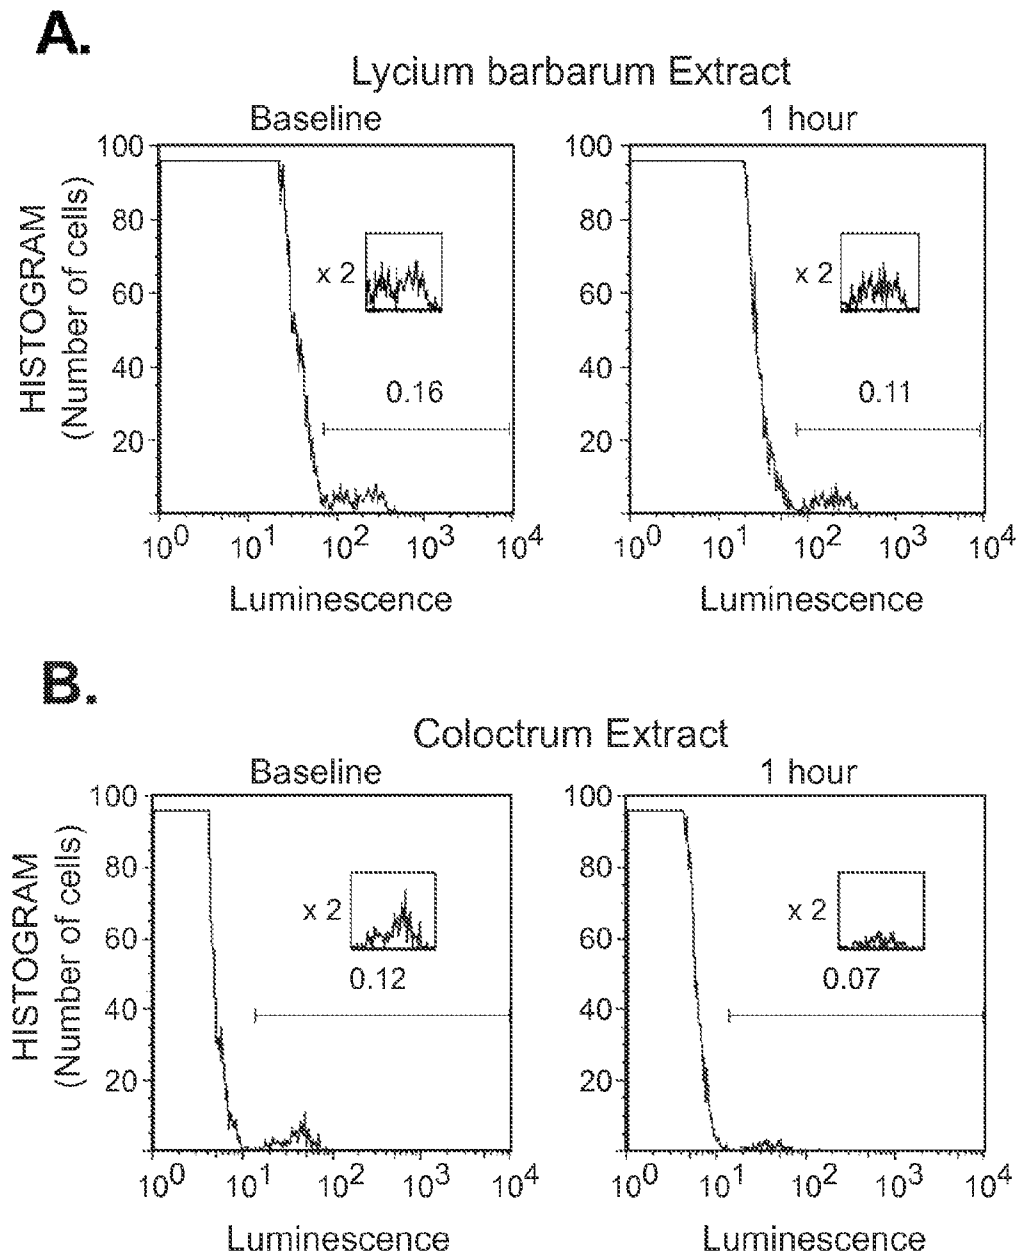 A.
Lycium barbarum Extract
Baseline
1 hour
HISTOGRAM
(Number of cells)
100
80
60
40
20
x 2
0.16
10^0 10^1 10^2 10^3 10^4
Luminescence
100
80
60
40
20
x 2
0.11
10^0 10^1 10^2 10^3 10^4
Luminescence
B.
Coloctrum Extract
Baseline
1 hour
HISTOGRAM
(Number of cells)
100
80
60
40
20
x 2
0.12
10^0 10^1 10^2 10^3 10^4
Luminescence
100
80
60
40
20
x 2
0.07
10^0 10^1 10^2 10^3 10^4
Luminescence